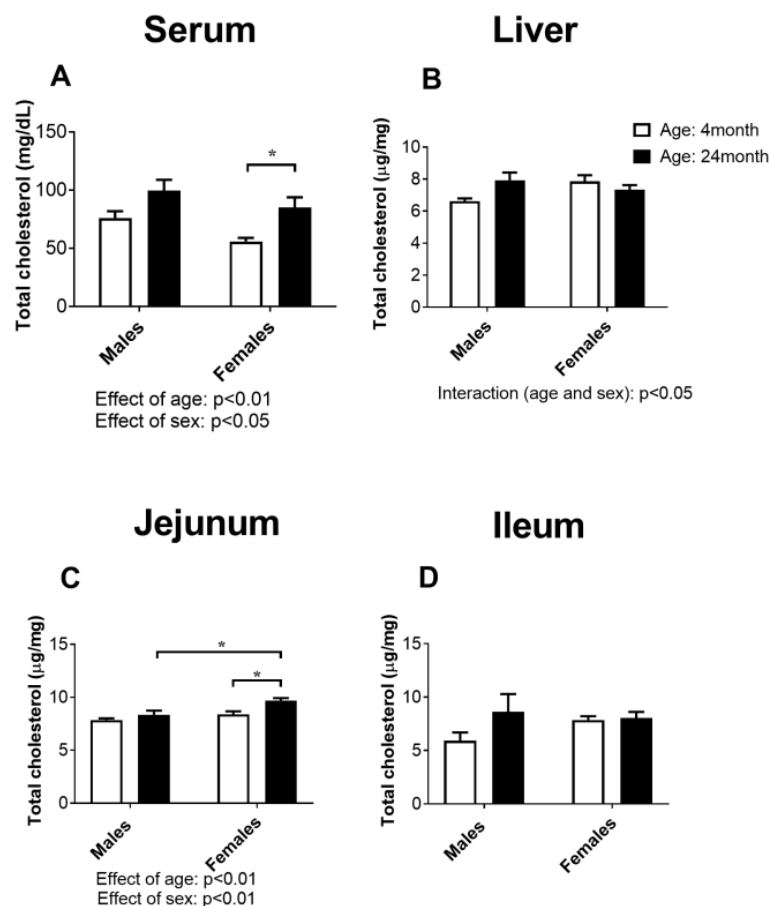 Serum
Liver
A
B
Total cholesterol (mg/dL)
150
100
50
0
*
Males
Females
Effect of age: p<0.01
Effect of sex: p<0.05
Total cholesterol (µg/mg)
10
8
6
4
2
0
Age: 4month
Age: 24month
Males
Females
Interaction (age and sex): p<0.05
Jejunum
Ileum
C
D
Total cholesterol (µg/mg)
15
10
5
0
*
*
Males
Females
Effect of age: p<0.01
Effect of sex: p<0.01
Total cholesterol (µg/mg)
15
10
5
0
Males
Females